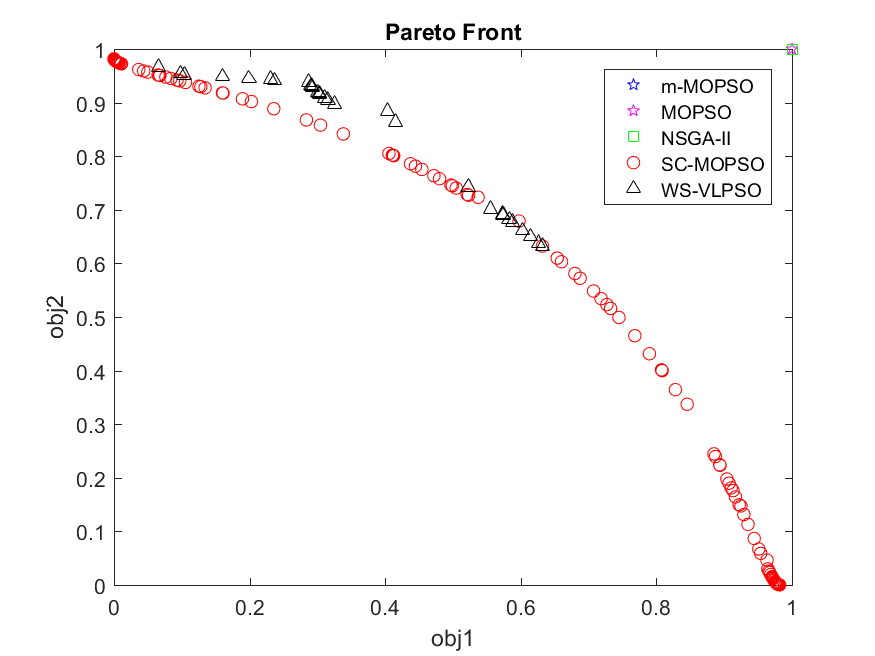 Pareto Front
1
0.9
0.8
0.7
0.6
0.5
0.4
0.3
0.2
0.1
0
obj2
m-MOPSO
MOPSO
NSGA-II
SC-MOPSO
WS-VLPSO
0 0.2 0.4 0.6 0.8 1
obj1